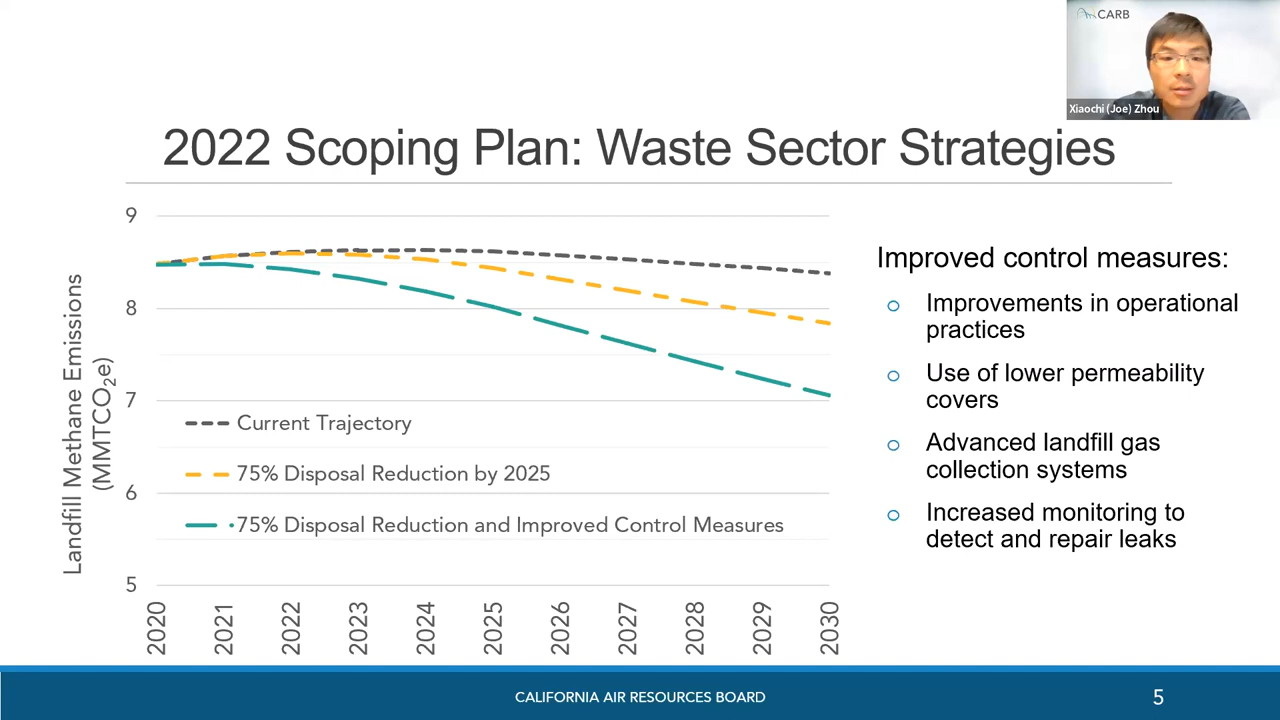 CARB
Xiaochi (Joe) Zhou
2022 Scoping Plan: Waste Sector Strategies
Landfill Methane Emissions
(MMTCO₂e)
9
8
7
6
5
Current Trajectory
75% Disposal Reduction by 2025
75% Disposal Reduction and Improved Control Measures
2020
2021
2022
2023
2024
2025
2026
2027
2028
2029
2030
Improved control measures:
Improvements in operational
practices
Use of lower permeability
covers
Advanced landfill gas
collection systems
Increased monitoring to
detect and repair leaks
CALIFORNIA AIR RESOURCES BOARD
5